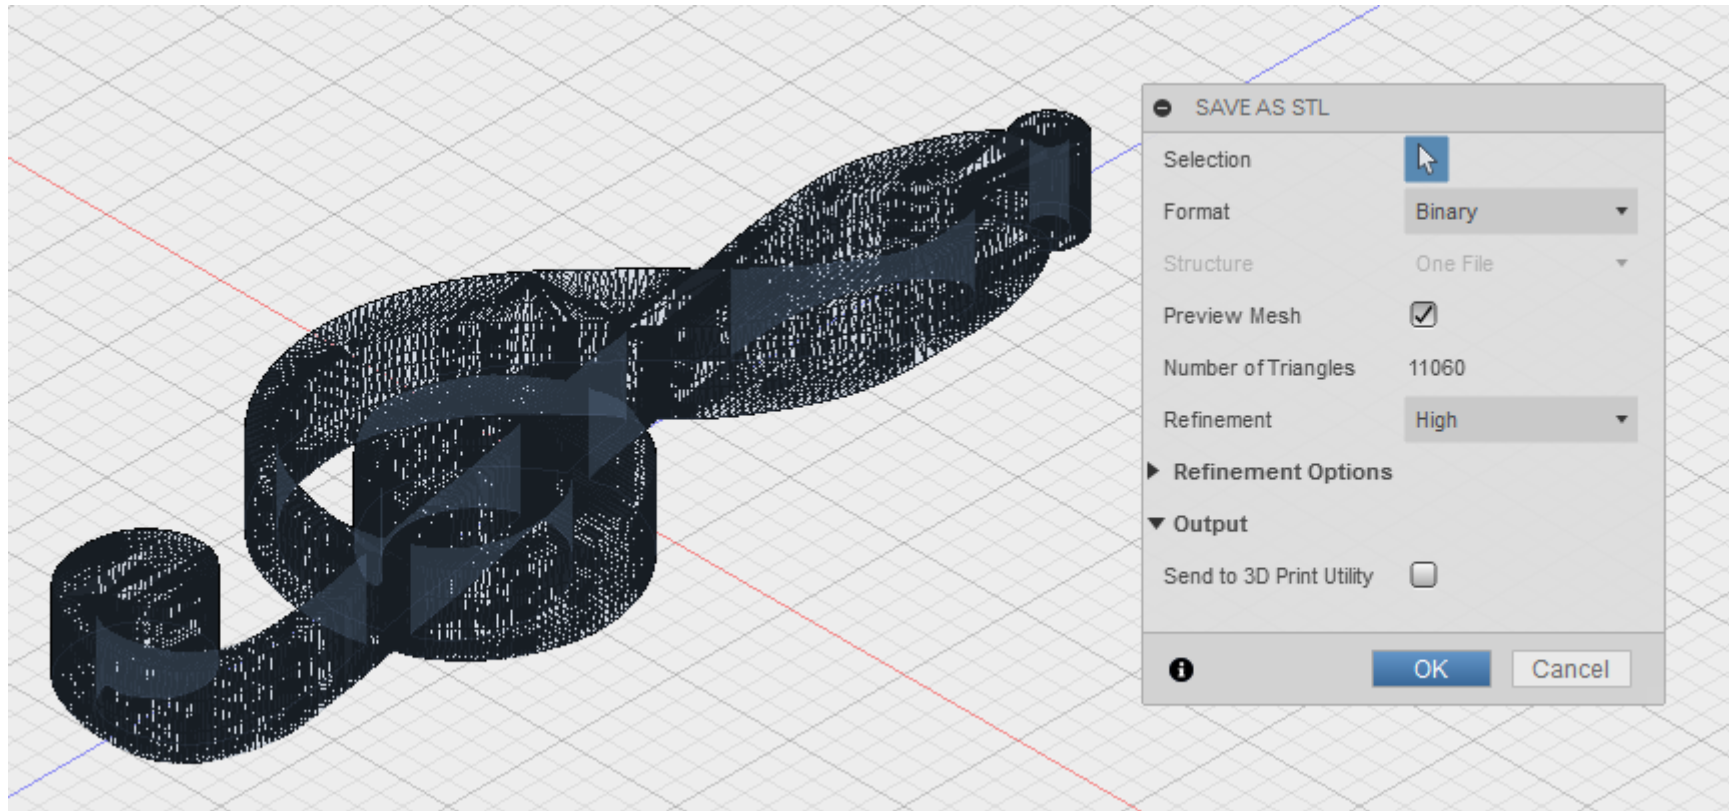 SAVE AS STL
Selection
Format Binary
Structure One File
Preview Mesh
Number of Triangles 11060
Refinement High
Refinement Options
Output
Send to 3D Print Utility
OK Cancel